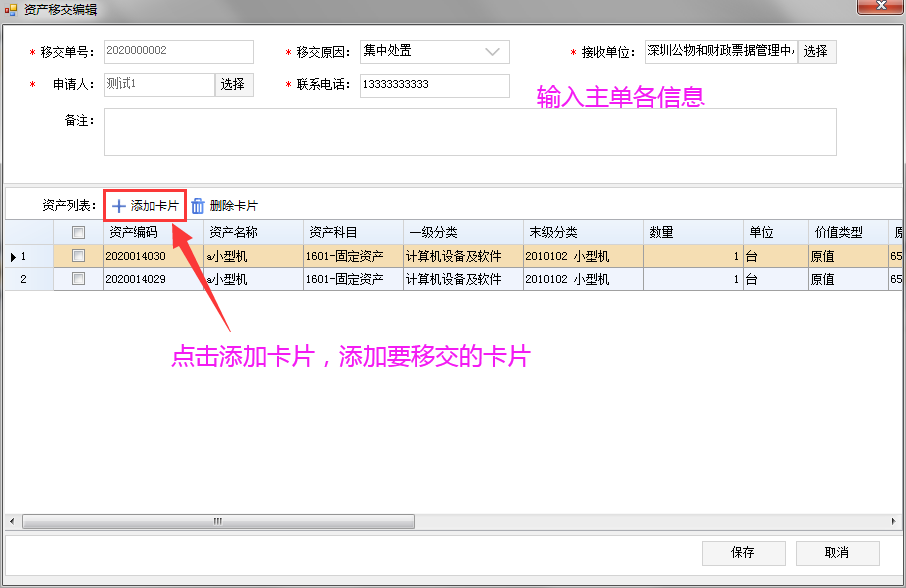 资产移交编辑
* 移交单号: 2020000002 * 移交原因: 集中处置 * 接收单位: 深圳公物和财政票据管理中 选择
* 申请人: 测试1 选择 * 联系电话: 13333333333
输入主单各信息
备注:
资产列表: 添加卡片 删除卡片
资产编码 资产名称 资产科目 一级分类 末级分类 数量 单位 价值类型 原
1 2020014030 a小型机 1601-固定资产 计算机设备及软件 2010102 小型机 1 台 原值 65
2 2020014029 a小型机 1601-固定资产 计算机设备及软件 2010102 小型机 1 台 原值 65
点击添加卡片，添加要移交的卡片
保存 取消